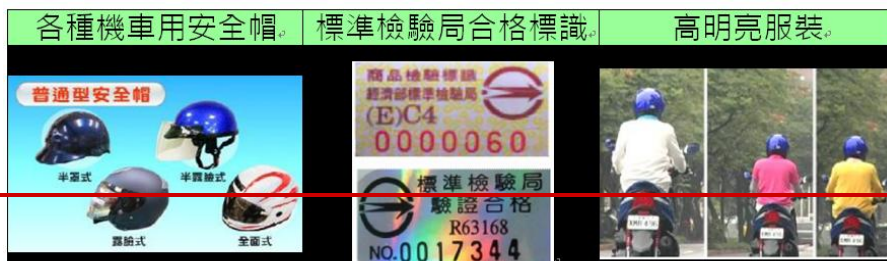 各種機車用安全帽
標準檢驗局合格標識
高明亮服裝
普通型安全帽
半罩式
半露臉式
露臉式
全面式
商品檢驗標識
經濟部標準檢驗局
(E)C4
0000060
標準檢驗局
驗證合格
R63168
NO.0017344